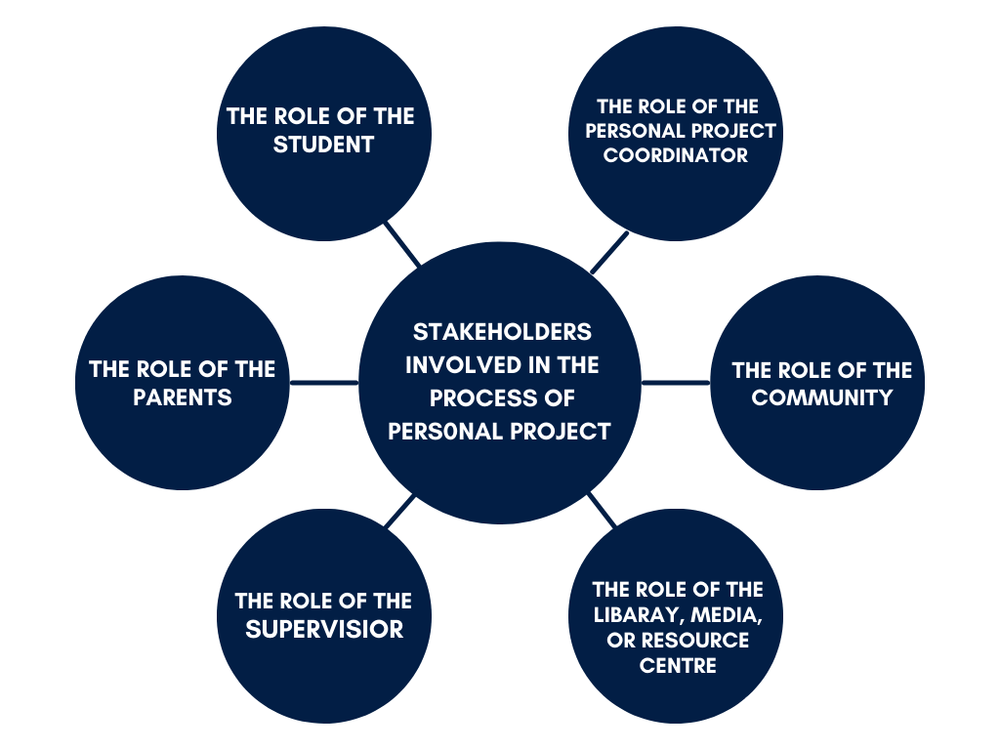 THE ROLE OF THE
STUDENT
THE ROLE OF THE
PERSONAL PROJECT
COORDINATOR
STAKEHOLDERS
INVOLVED IN THE
PROCESS OF
PERS0NAL PROJECT
THE ROLE OF THE
PARENTS
THE ROLE OF THE
COMMUNITY
THE ROLE OF THE
SUPERVISIOR
THE ROLE OF THE
LIBARAY, MEDIA,
OR RESOURCE
CENTRE